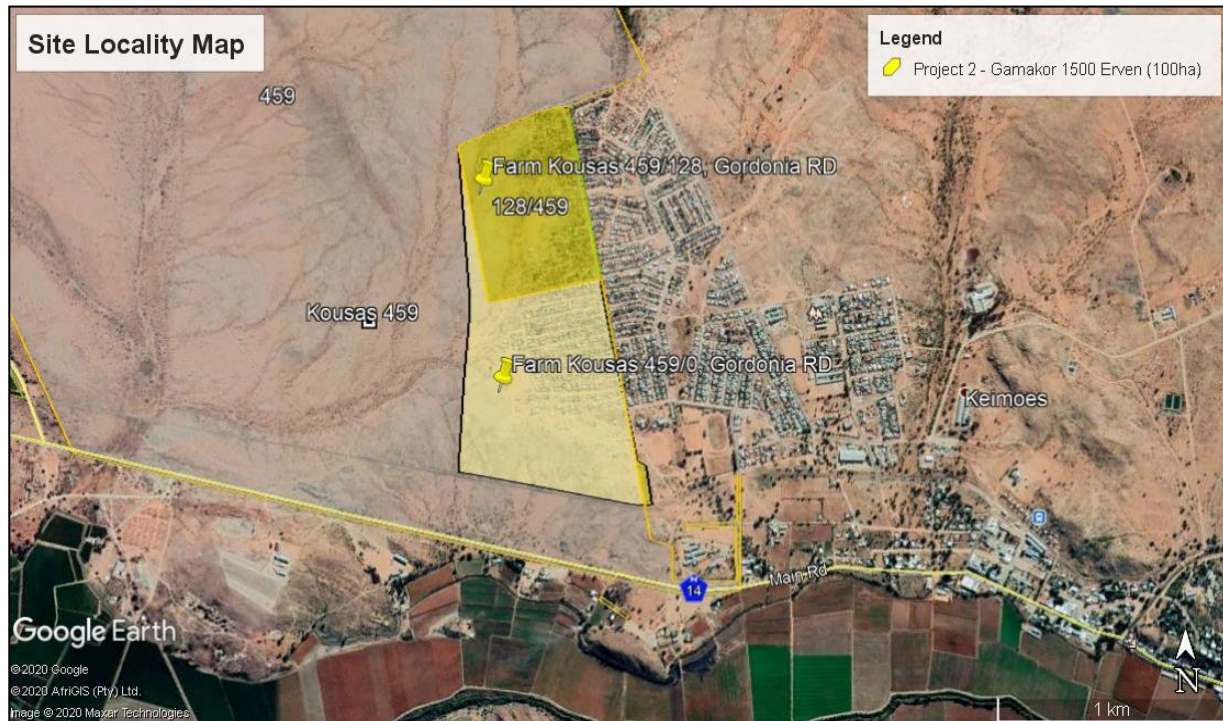 Site Locality Map
Legend
Project 2 - Gamakor 1500 Erven (100ha)
459
Farm Kousas 459/128, Gordonia RD
128/459
Kousas 459
Farm Kousas 459/0, Gordonia RD
Keimoes
N
14
Main Rd
Google Earth
©2020 Google
©2020 AfriGIS (Pty) Ltd.
Image © 2020 Maxar Technologies
N
1 km